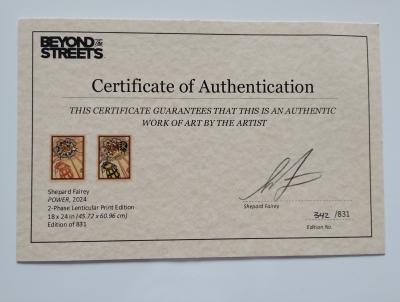 BEYOND THE
STREETS
Certificate of Authentication
THIS CERTIFICATE GUARANTEES THAT THIS IS AN AUTHENTIC
WORK OF ART BY THE ARTIST
Shepard Fairey
POWER, 2024
2-Phase Lenticular Print Edition
18 x 24 in (45.72 x 60.96 cm)
Edition of 831
Shepard Fairey
342 /831
Edition No.